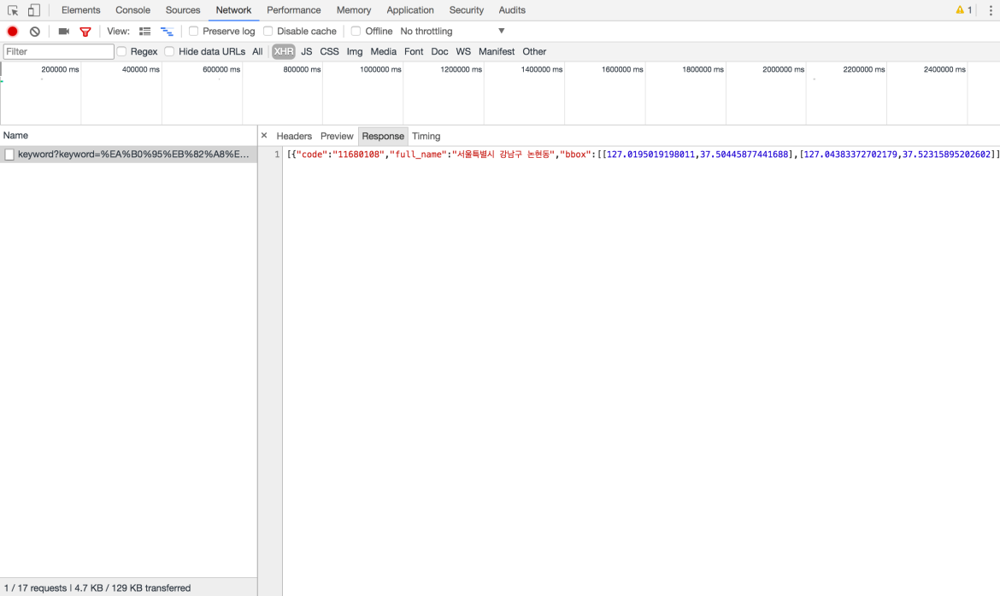 Elements Console Sources Network Performance Memory Application Security Audits 1
View: Preserve log Disable cache Offline No throttling
Filter Regex Hide data URLs All XHR JS CSS Img Media Font Doc WS Manifest Other
200000 ms 400000 ms 600000 ms 800000 ms 1000000 ms 1200000 ms 1400000 ms 1600000 ms 1800000 ms 2000000 ms 2200000 ms 2400000 ms
Name × Headers Preview Response Timing
keyword?keyword=%EA%B0%95%EB%82%A8%E... 1 [{"code":"11680108","full_name":"서울특별시 강남구 논현동","bbox":[[127.0195019198011,37.50445877441688],[127.04383372702179,37.52315895202602]]
1 / 17 requests | 4.7 KB / 129 KB transferred